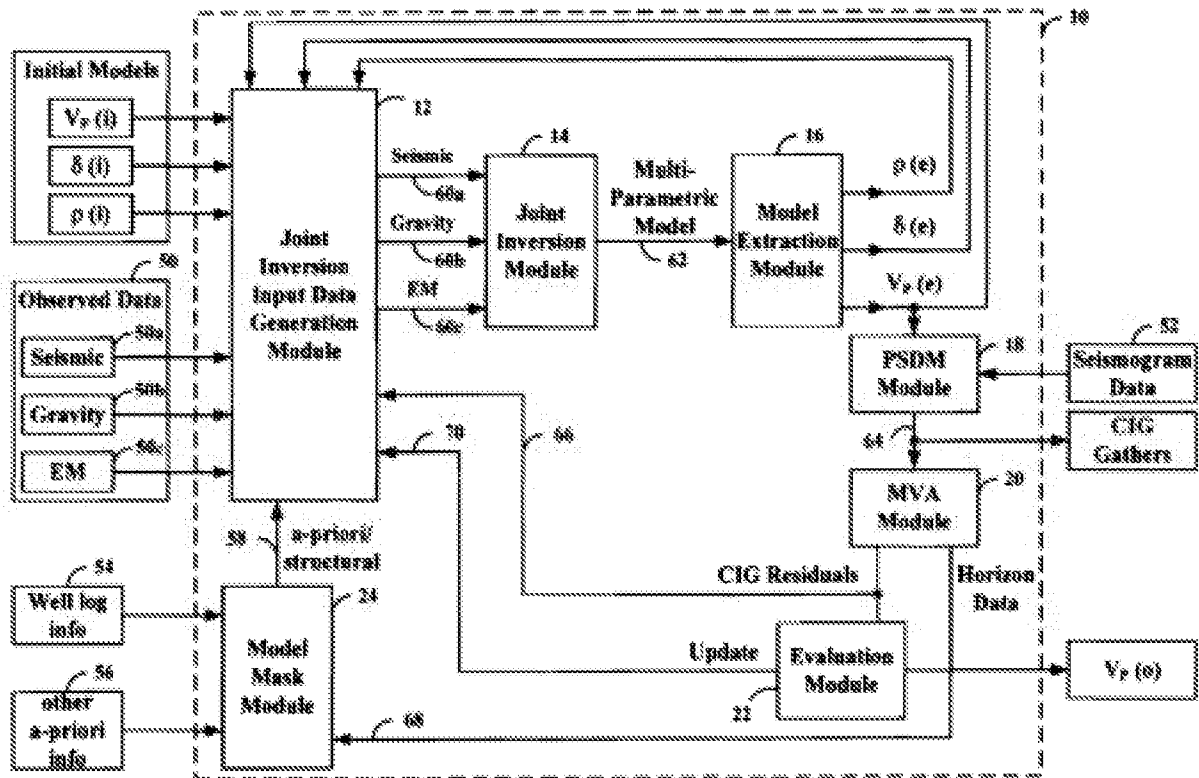 10
Initial Models
V_P (i)
δ (i)
ρ (i)
50
Observed Data
50a
Seismic
50b
Gravity
50c
EM
54
Well log
info
56
other
a-priori
info
12
Joint
Inversion
Input Data
Generation
Module
Seismic
60a
Gravity
60b
EM
60c
14
Joint
Inversion
Module
Multi-
Parametric
Model
62
16
Model
Extraction
Module
ρ (e)
δ (e)
V_P (e)
18
PSDM
Module
52
Seismogram
Data
64
CIG
Gathers
20
MVA
Module
66
70
58
a-priori/
structural
24
Model
Mask
Module
CIG Residuals
Horizon
Data
Update
Evaluation
Module
22
V_P (o)
68